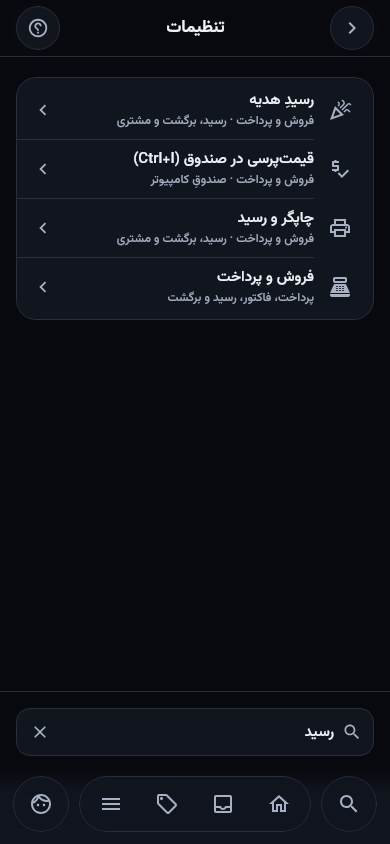 تنظیمات
رسیدِ هدیه
فروش و پرداخت · رسید، برگشت و مشتری
قیمت‌پرسی در صندوق (Ctrl+I)
فروش و پرداخت · صندوقِ کامپیوتر
چاپگر و رسید
فروش و پرداخت · رسید، برگشت و مشتری
فروش و پرداخت
پرداخت، فاکتور، رسید و برگشت
رسید